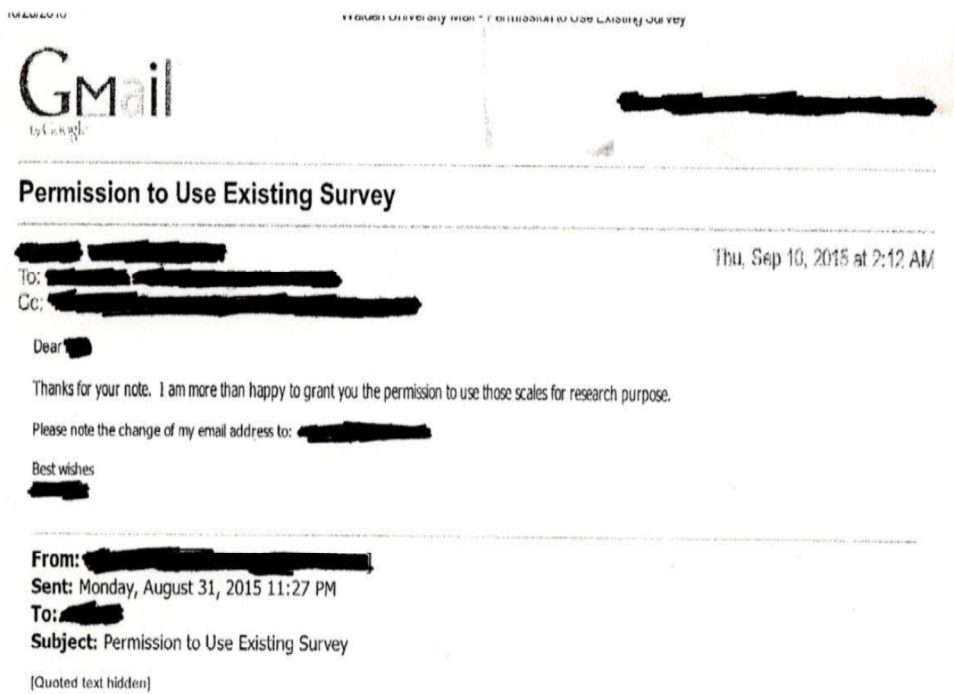 Walden University Mail - Permission to Use Existing Survey
GMail
by Google
Permission to Use Existing Survey
Thu, Sep 10, 2015 at 2:12 AM
To:
Cc:
Dear
Thanks for your note. I am more than happy to grant you the permission to use those scales for research purpose.
Please note the change of my email address to:
Best wishes
From:
Sent: Monday, August 31, 2015 11:27 PM
To:
Subject: Permission to Use Existing Survey
[Quoted text hidden]